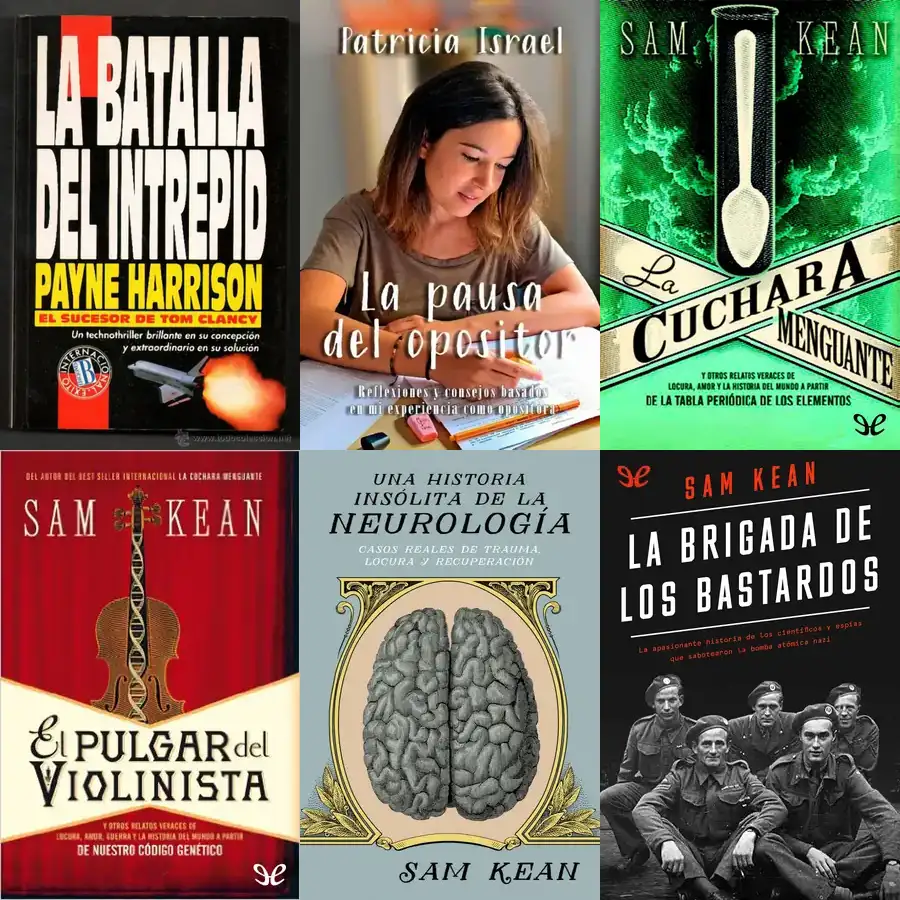 LA BATALLA
DEL INTREPID
PAYNE HARRISON
EL SUCESOR DE TOM CLANCY
Un technothriller brillante en su concepción
y extraordinario en su solución
INTERNACIONAL
B
EXITO
www.todocoleccion.net
Patricia Israel
La pausa
del opositor
Reflexiones y consejos basados
en mi experiencia como opositora
SAM KEAN
La
CUCHARA
MENGUANTE
Y OTROS RELATOS VERACES DE
LOCURA, AMOR Y LA HISTORIA DEL MUNDO A PARTIR
DE LA TABLA PERIÓDICA DE LOS ELEMENTOS
DEL AUTOR DEL BEST SELLER INTERNACIONAL LA CUCHARA MENGUANTE
SAM KEAN
El PULGAR del
VIOLINISTA
Y OTROS RELATOS VERACES DE
LOCURA, AMOR, GUERRA Y LA HISTORIA DEL MUNDO A PARTIR
DE NUESTRO CÓDIGO GENÉTICO
UNA HISTORIA
INSÓLITA DE LA
NEUROLOGÍA
CASOS REALES DE TRAUMA,
LOCURA Y RECUPERACIÓN
SAM KEAN
SAM KEAN
LA BRIGADA DE
LOS BASTARDOS
La apasionante historia de los científicos y espías
que sabotearon la bomba atómica nazi